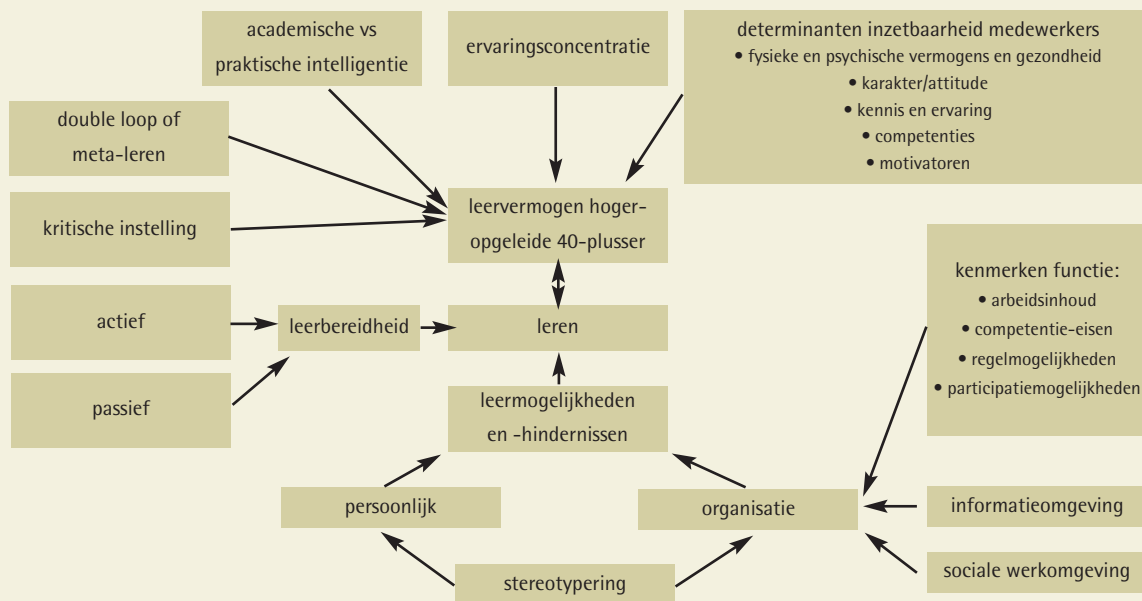 academische vs
praktische intelligentie
ervaringsconcentratie
determinanten inzetbaarheid medewerkers
• fysieke en psychische vermogens en gezondheid
• karakter/attitude
• kennis en ervaring
• competenties
• motivatoren
double loop of
meta-leren
kritische instelling
leervermogen hoger-
opgeleide 40-plusser
kenmerken functie:
• arbeidsinhoud
• competentie-eisen
• regelmogelijkheden
• participatiemogelijkheden
actief
leerbereidheid
leren
passief
leermogelijkheden
en -hindernissen
persoonlijk
organisatie
informatieomgeving
stereotypering
sociale werkomgeving